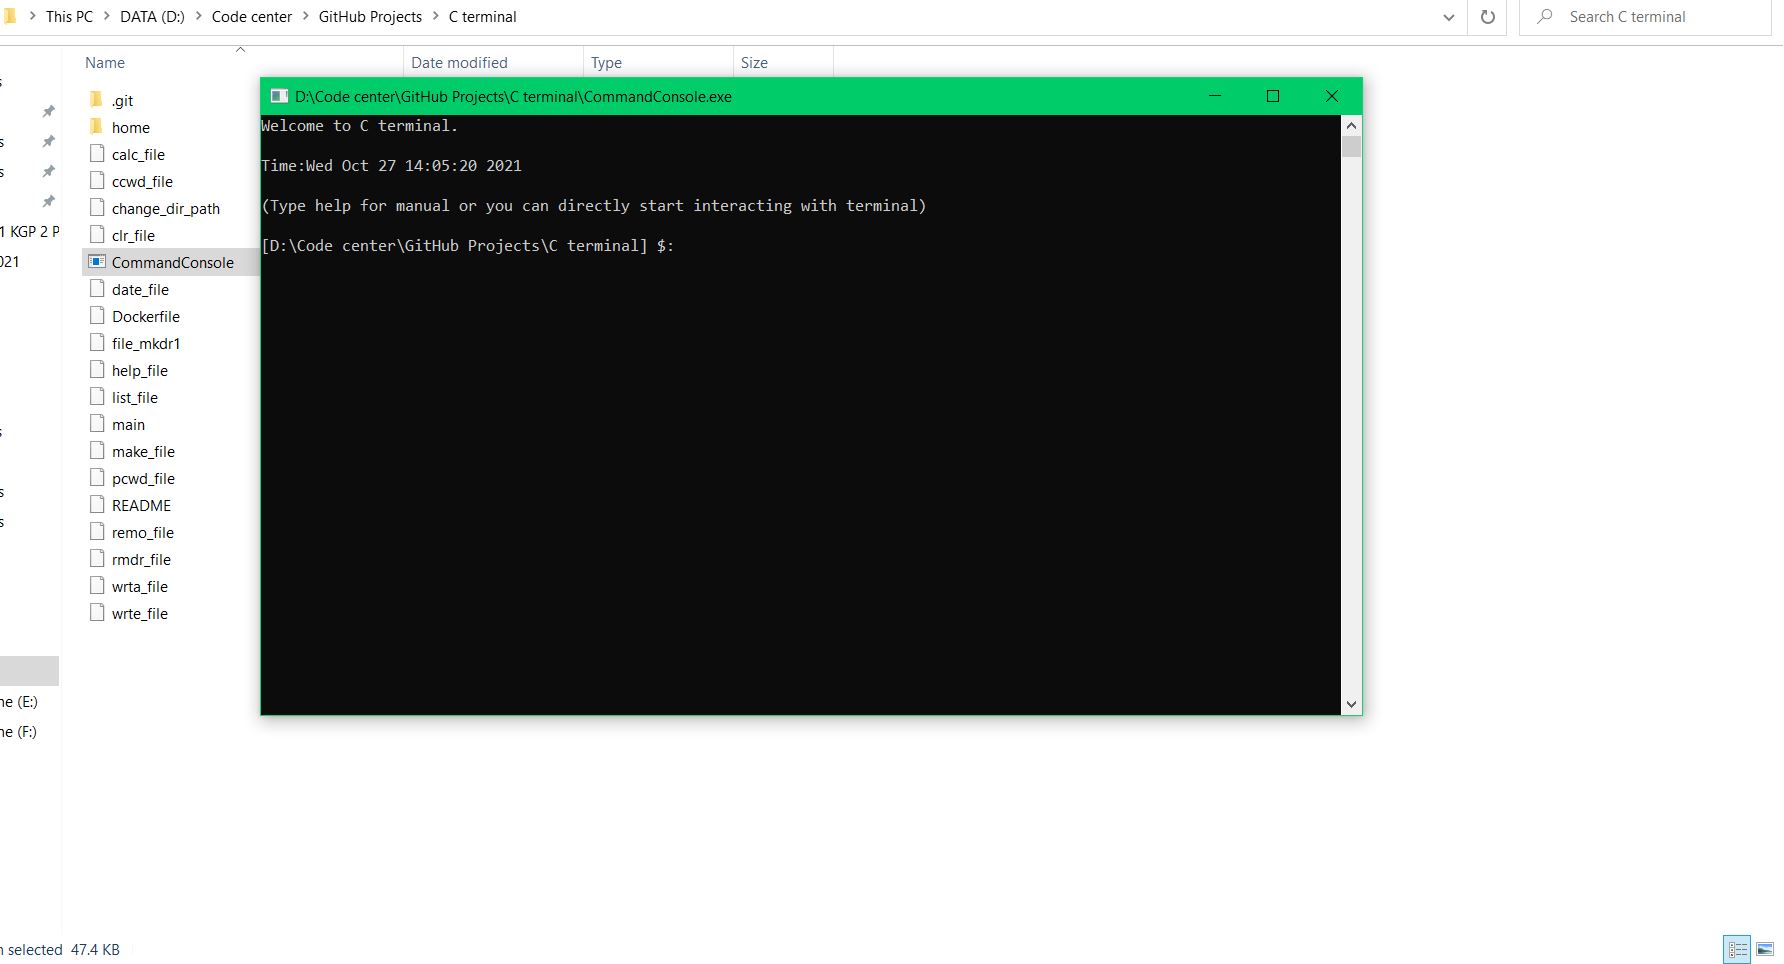 This PC > DATA (D:) > Code center > GitHub Projects > C terminal
Search C terminal
Name
Date modified
Type
Size
.git
home
calc_file
ccwd_file
change_dir_path
clr_file
CommandConsole
date_file
Dockerfile
file_mkdr1
help_file
list_file
main
make_file
pcwd_file
README
remo_file
rmdr_file
wrta_file
wrte_file
1 KGP 2 P
021
(E:)
(F:)
D:\Code center\GitHub Projects\C terminal\CommandConsole.exe
Welcome to C terminal.
Time:Wed Oct 27 14:05:20 2021
(Type help for manual or you can directly start interacting with terminal)
[D:\Code center\GitHub Projects\C terminal] $:
selected 47.4 KB